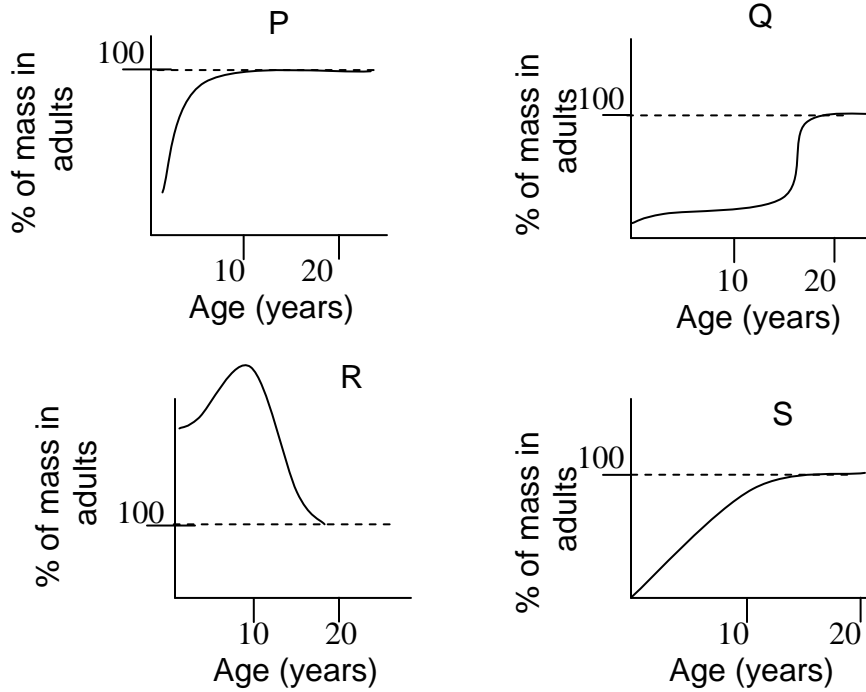 P
100
% of mass in
adults
10
20
Age (years)
Q
100
% of mass in
adults
10
20
Age (years)
R
100
% of mass in
adults
10
20
Age (years)
S
100
% of mass in
adults
10
20
Age (years)